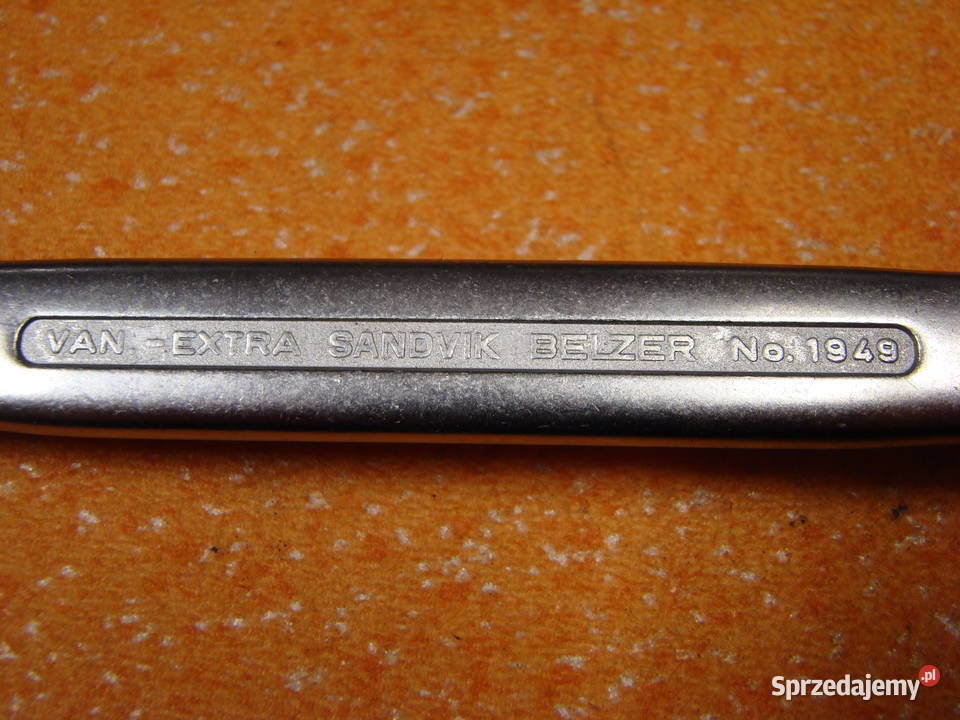 VAN - EXTRA SANDVIK BELZER No. 1949
Sprzedajemy.pl